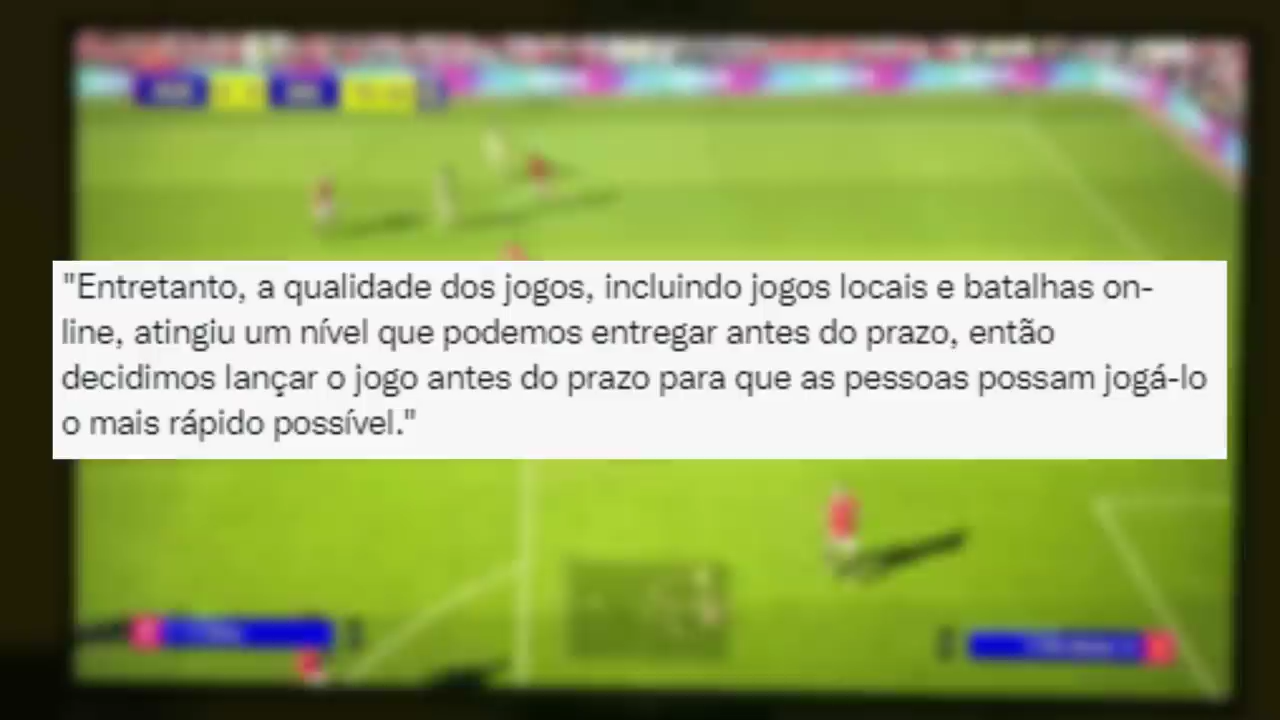 "Entretanto, a qualidade dos jogos, incluindo jogos locais e batalhas on-
line, atingiu um nível que podemos entregar antes do prazo, então
decidimos lançar o jogo antes do prazo para que as pessoas possam jogá-lo
o mais rápido possível."